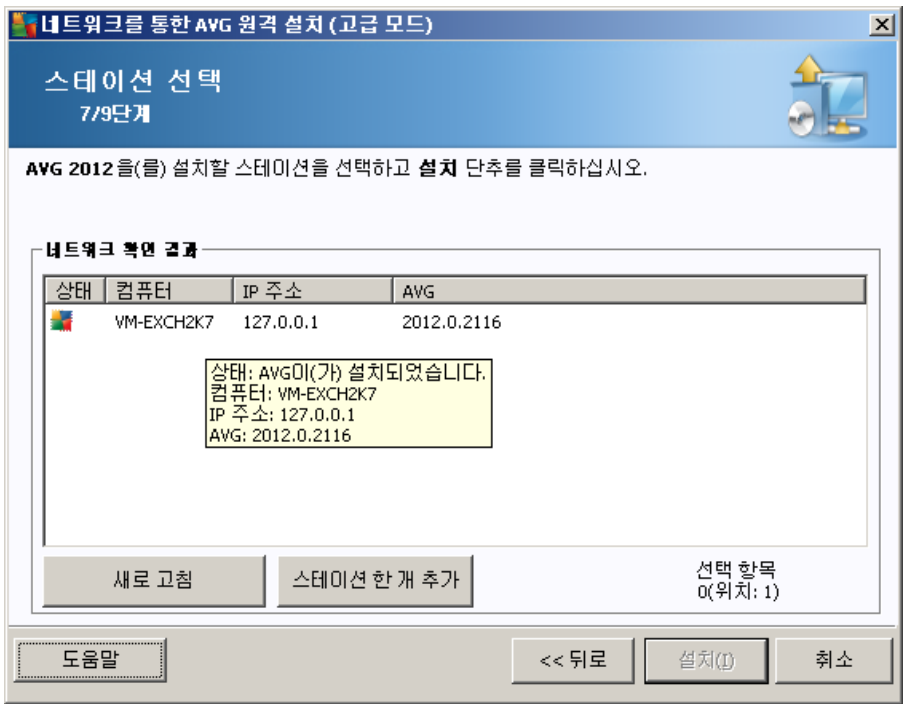 네트워크를 통한 AVG 원격 설치 (고급 모드)
스테이션 선택
7/9단계
AVG 2012을(를) 설치할 스테이션을 선택하고 설치 단추를 클릭하십시오.
네트워크 확인 결과
상태 컴퓨터 IP 주소 AVG
VM-EXCH2K7 127.0.0.1 2012.0.2116
상태: AVG이(가) 설치되었습니다.
컴퓨터: VM-EXCH2K7
IP 주소: 127.0.0.1
AVG: 2012.0.2116
새로 고침 스테이션 한 개 추가 선택 항목
0(위치: 1)
도움말 << 뒤로 설치(I) 취소